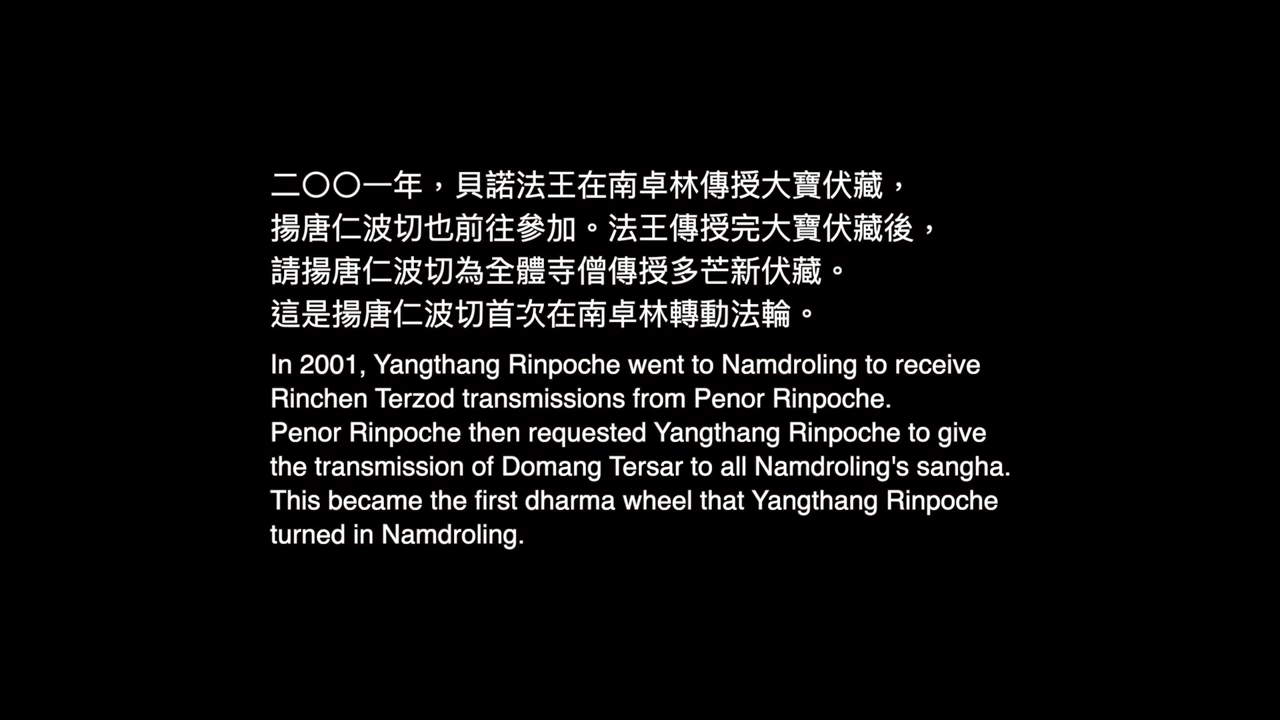 二〇〇一年，貝諾法王在南卓林傳授大寶伏藏，
揚唐仁波切也前往參加。法王傳授完大寶伏藏後，
請揚唐仁波切為全體寺僧傳授多芒新伏藏。
這是揚唐仁波切首次在南卓林轉動法輪。
In 2001, Yangthang Rinpoche went to Namdroling to receive
Rinchen Terzod transmissions from Penor Rinpoche.
Penor Rinpoche then requested Yangthang Rinpoche to give
the transmission of Domang Tersar to all Namdroling's sangha.
This became the first dharma wheel that Yangthang Rinpoche
turned in Namdroling.